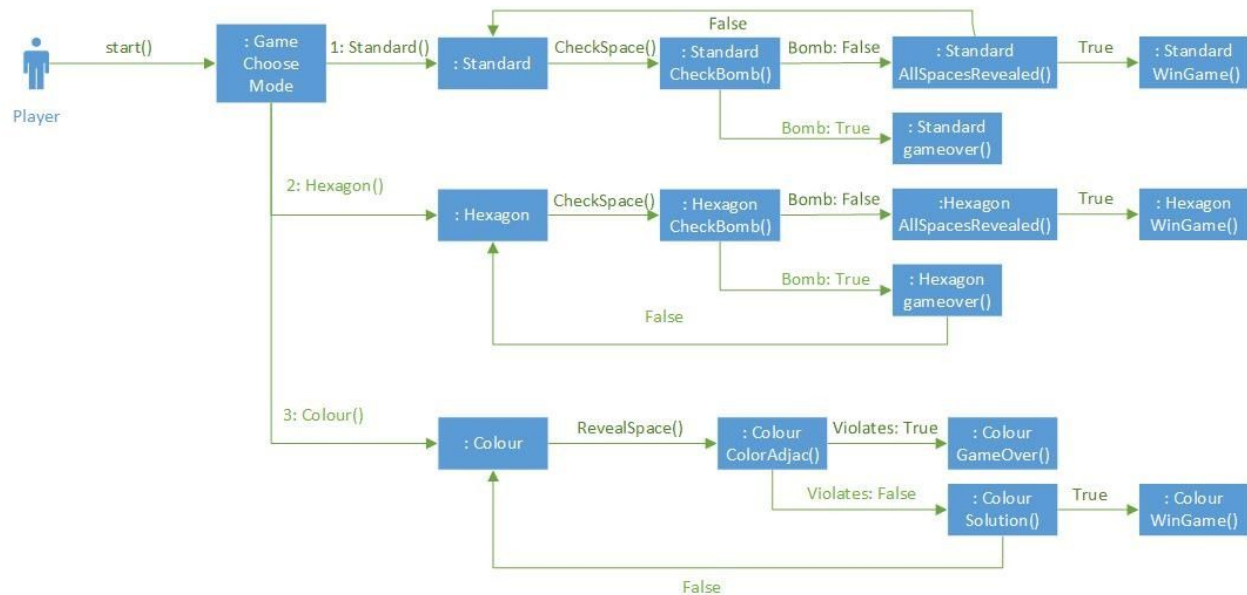 False
start()
: Game
Choose
Mode
1: Standard()
: Standard
CheckSpace()
: Standard
CheckBomb()
Bomb: False
: Standard
AllSpacesRevealed()
True
: Standard
WinGame()
Player
Bomb: True
: Standard
gameover()
2: Hexagon()
: Hexagon
CheckSpace()
: Hexagon
CheckBomb()
Bomb: False
:Hexagon
AllSpacesRevealed()
True
: Hexagon
WinGame()
Bomb: True
: Hexagon
gameover()
False
3: Colour()
: Colour
RevealSpace()
: Colour
ColorAdjac()
Violates: True
: Colour
GameOver()
Violates: False
: Colour
Solution()
True
: Colour
WinGame()
False